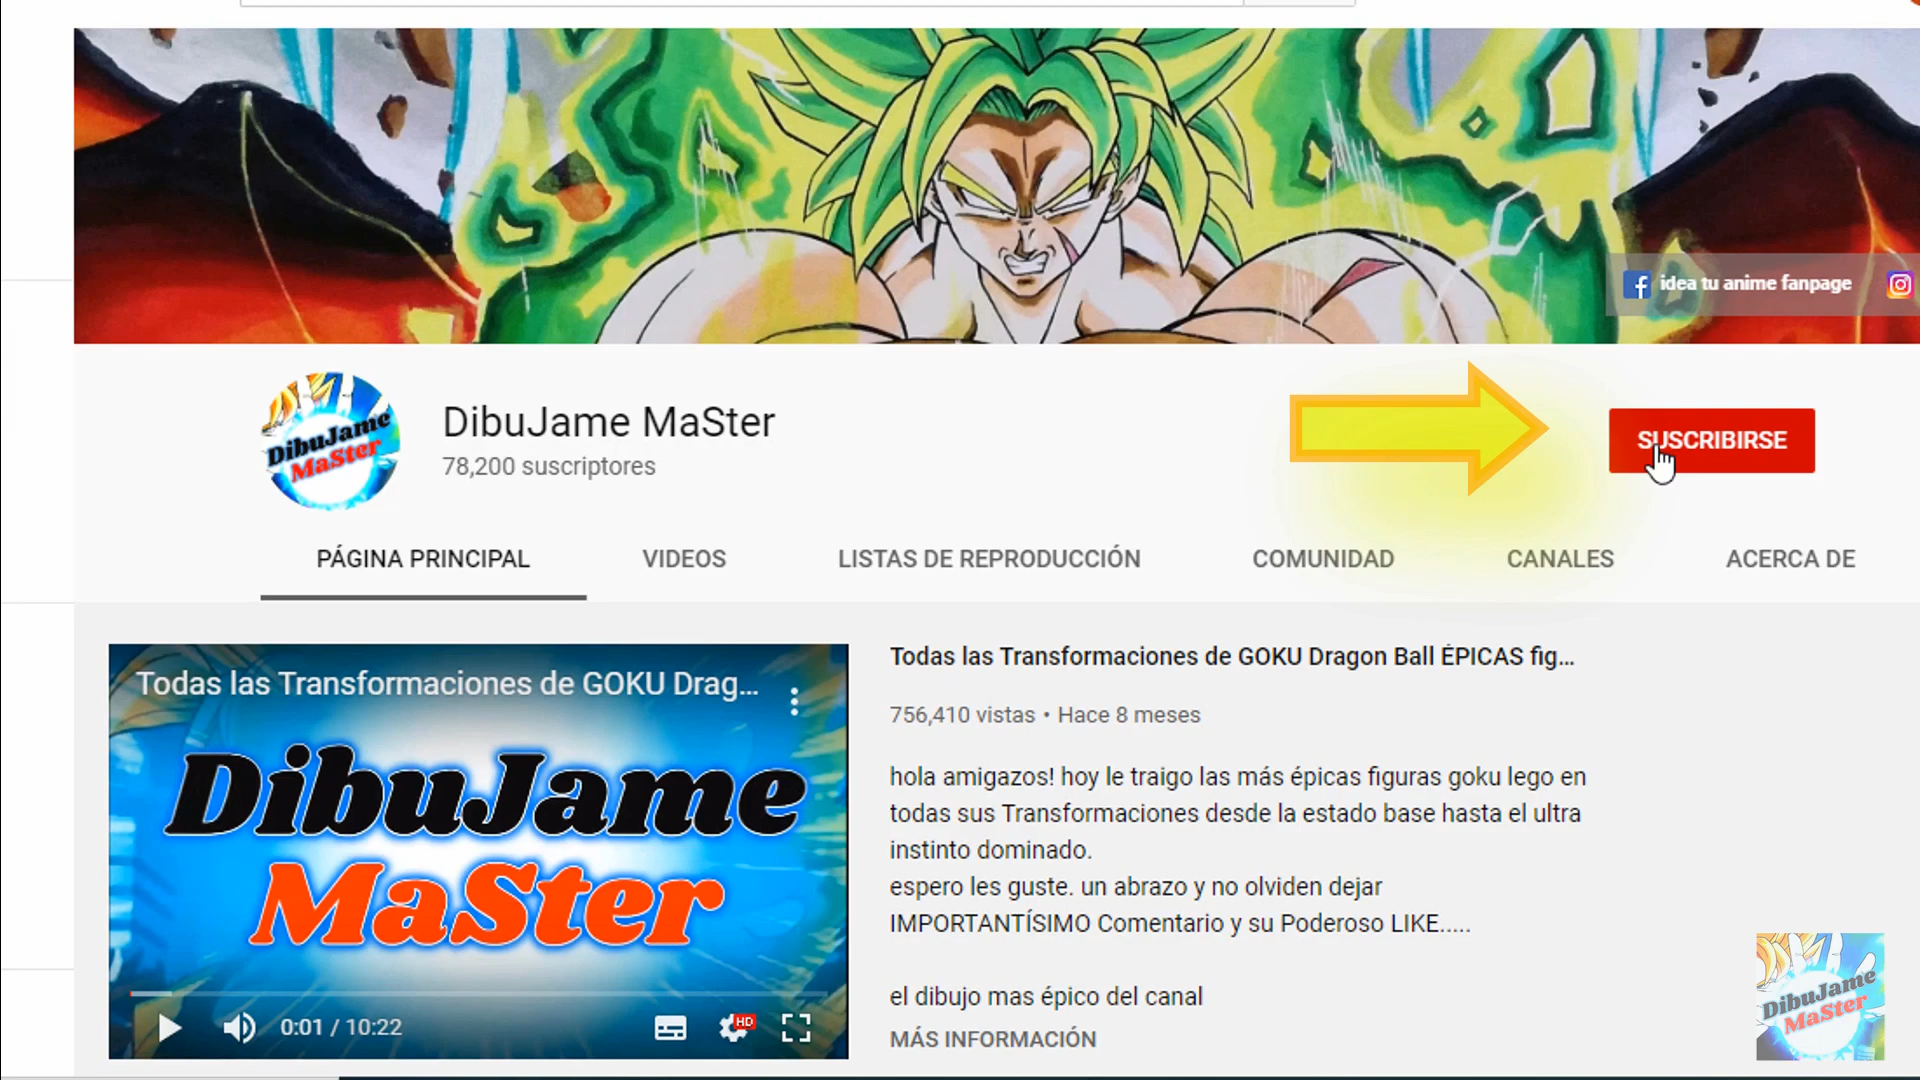 idea tu anime fanpage
DibuJame
MaSter
DibuJame MaSter
78,200 suscriptores
SUSCRIBIRSE
PÁGINA PRINCIPAL
VIDEOS
LISTAS DE REPRODUCCIÓN
COMUNIDAD
CANALES
ACERCA DE
Todas las Transformaciones de GOKU Drag...
DibuJame
MaSter
0:01 / 10:22
HD
Todas las Transformaciones de GOKU Dragon Ball ÉPICAS fig...
756,410 vistas • Hace 8 meses
hola amigazos! hoy le traigo las más épicas figuras goku lego en
todas sus Transformaciones desde la estado base hasta el ultra
instinto dominado.
espero les guste. un abrazo y no olviden dejar
IMPORTANTÍSIMO Comentario y su Poderoso LIKE.....
el dibujo mas épico del canal
MÁS INFORMACIÓN
DibuJame
MaSter